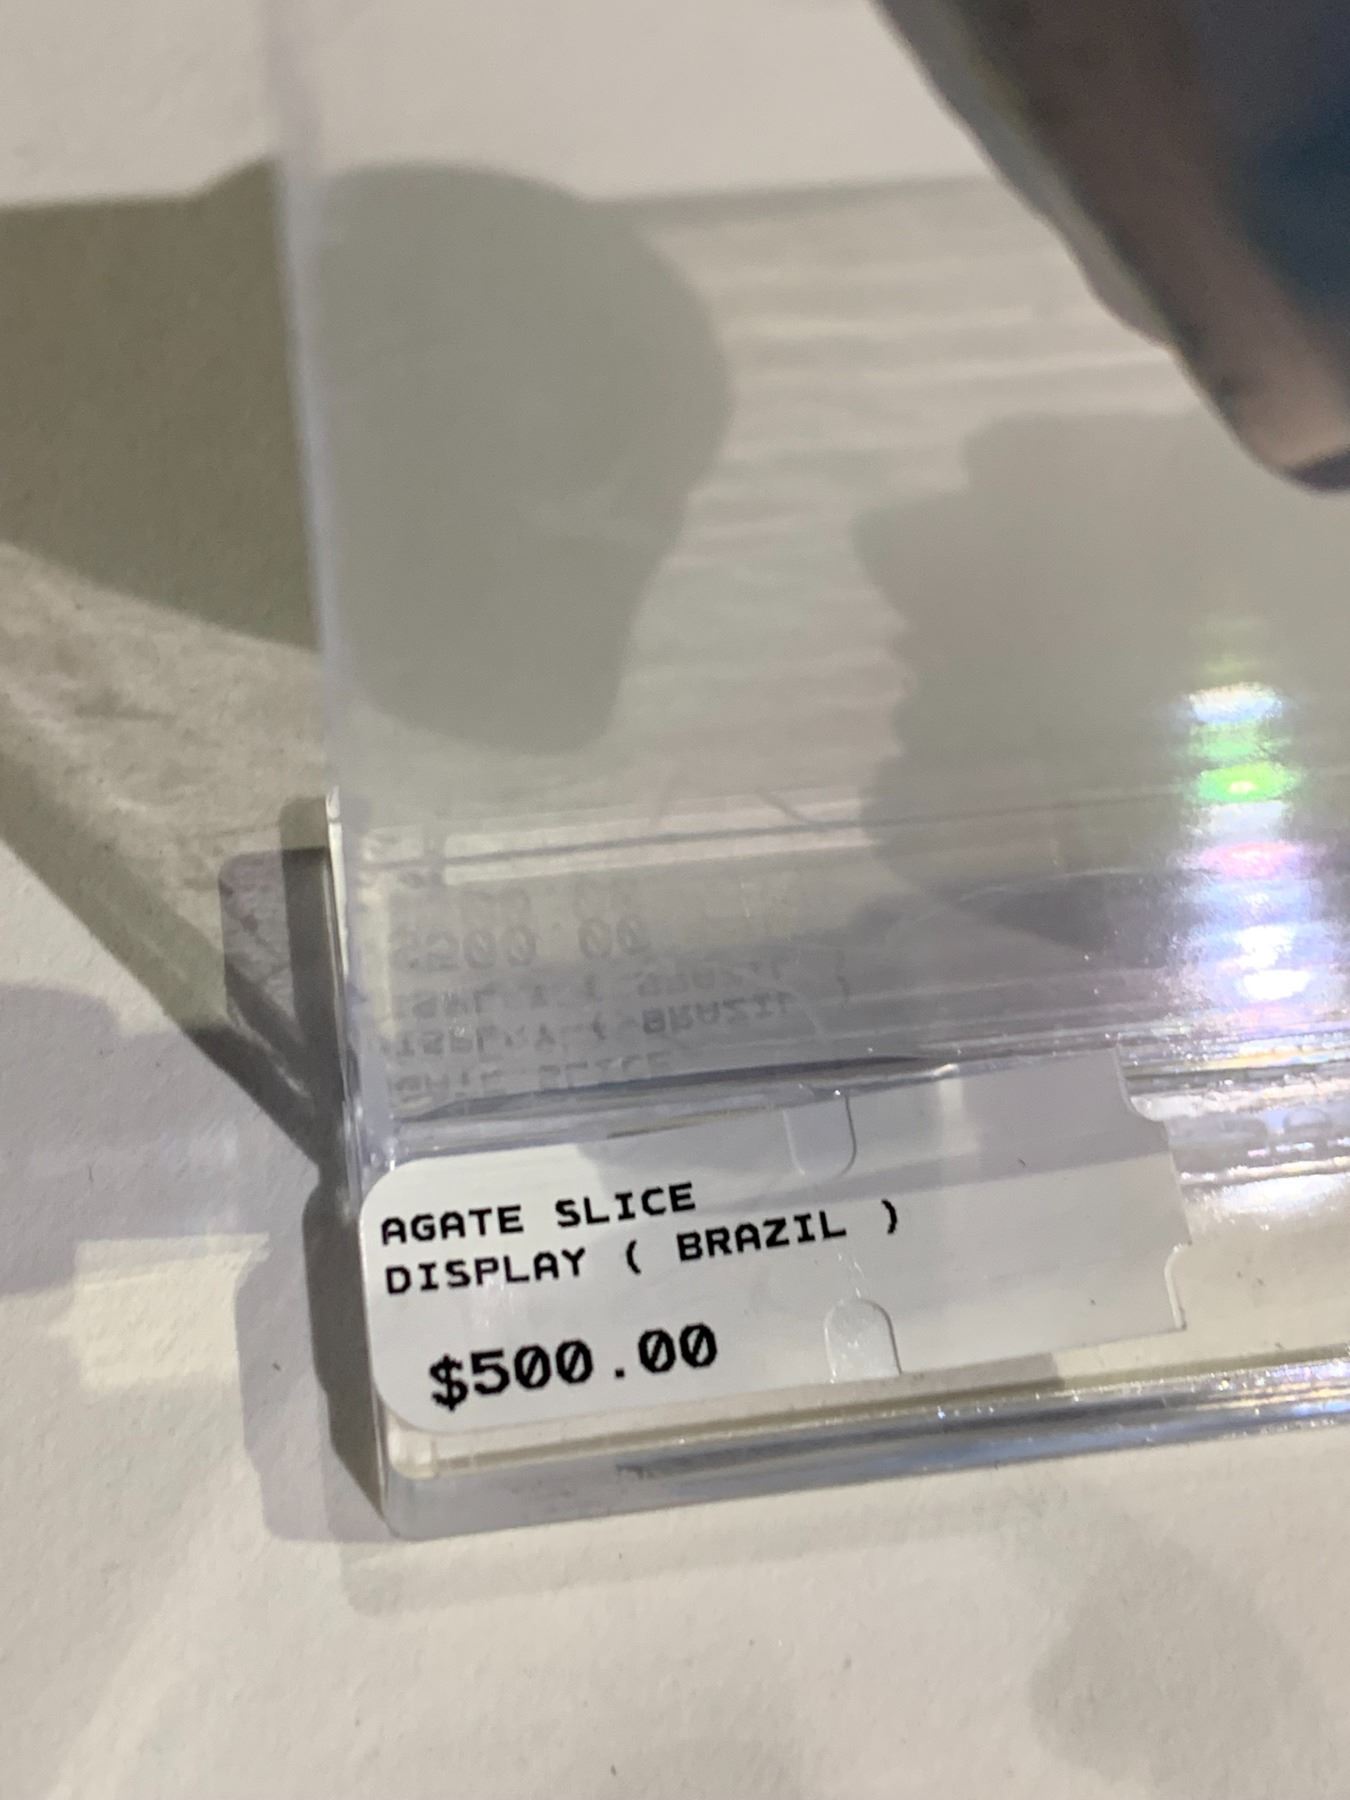 AGATE SLICE
DISPLAY ( BRAZIL )
$500.00